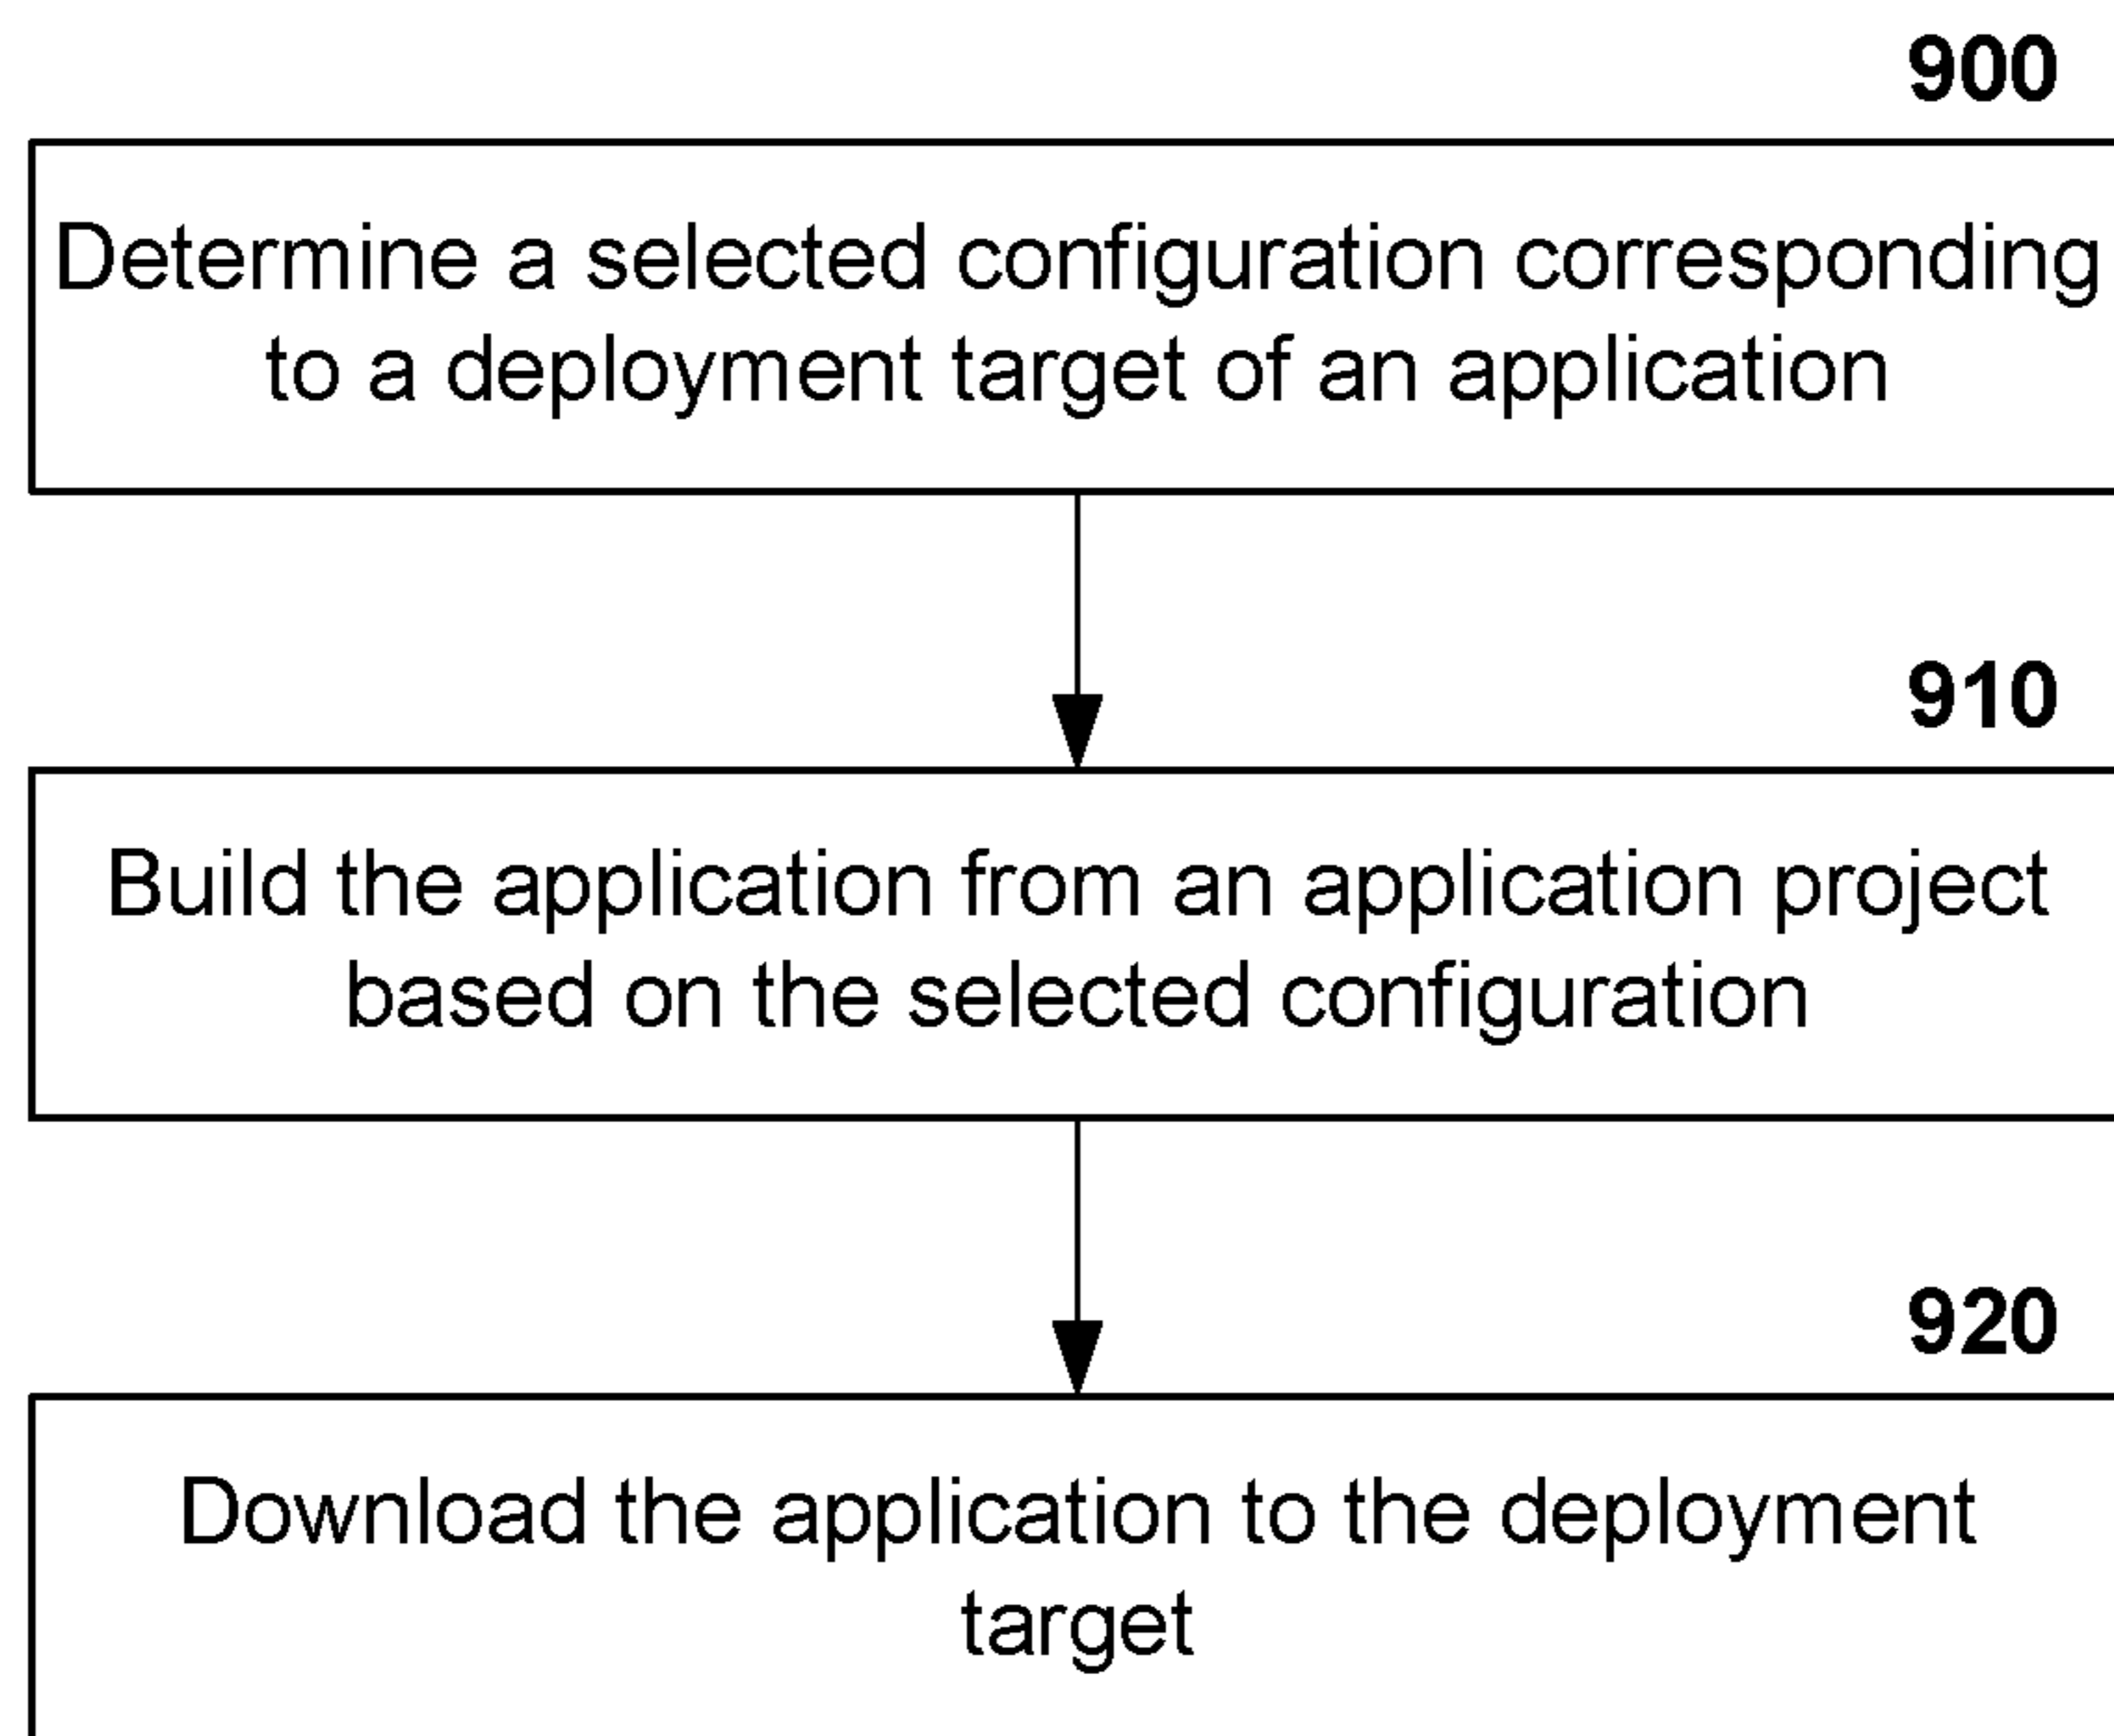 900
Determine a selected configuration corresponding
to a deployment target of an application
910
Build the application from an application project
based on the selected configuration
920
Download the application to the deployment
target